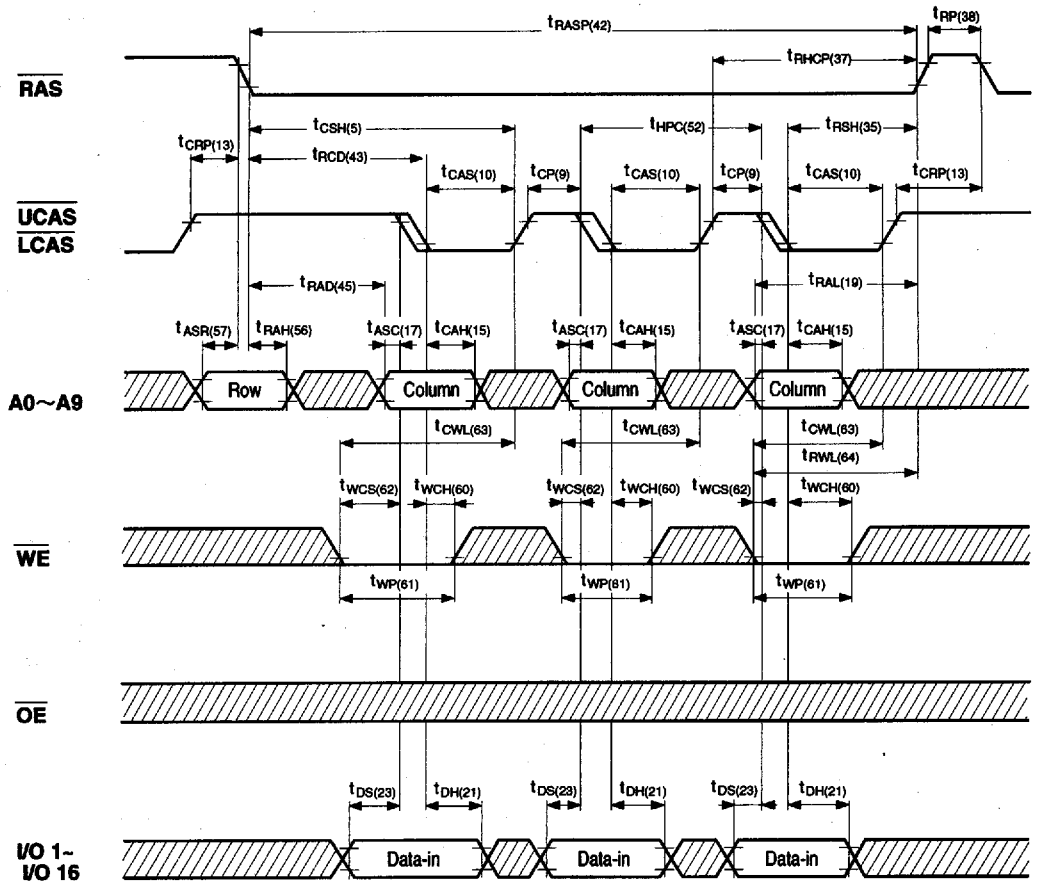 tRASP(42)
tRP(38)
tRHCP(37)
RAS
tCSH(5)
tHPC(52)
tRSH(35)
tCRP(13)
tRCD(43)
tCAS(10)
tCP(9)
tCAS(10)
tCP(9)
tCAS(10)
tCRP(13)
UCAS
LCAS
tRAD(45)
tRAL(19)
tASR(57)
tRAH(56)
tASC(17)
tCAH(15)
tASC(17)
tCAH(15)
tASC(17)
tCAH(15)
A0~A9
Row
Column
Column
Column
tCWL(63)
tCWL(63)
tCWL(63)
tRWL(64)
tWCS(62)
tWCH(60)
tWCS(62)
tWCH(60)
tWCS(62)
tWCH(60)
WE
tWP(61)
tWP(61)
tWP(61)
OE
tDS(23)
tDH(21)
tDS(23)
tDH(21)
tDS(23)
tDH(21)
I/O 1~
I/O 16
Data-in
Data-in
Data-in